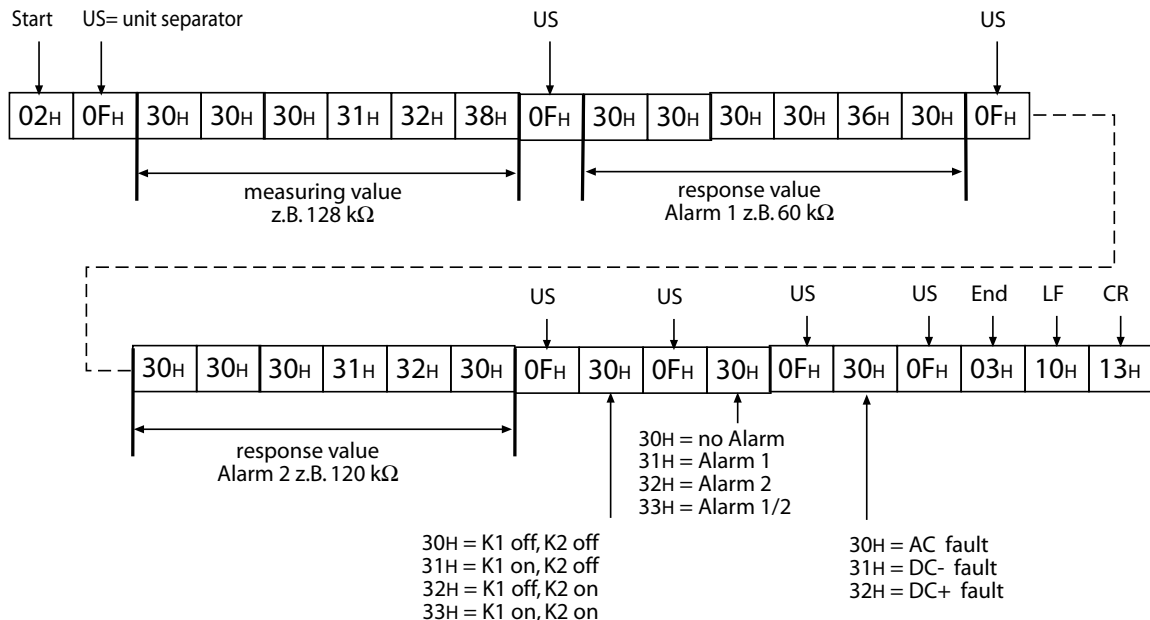 Start US= unit separator US US
02H 0FH 30H 30H 30H 31H 32H 38H 0FH 30H 30H 30H 30H 36H 30H 0FH
measuring value
z.B. 128 kΩ
response value
Alarm 1 z.B. 60 kΩ
US US US US End LF CR
30H 30H 30H 31H 32H 30H 0FH 30H 0FH 30H 0FH 30H 0FH 03H 10H 13H
response value
Alarm 2 z.B. 120 kΩ
30H = no Alarm
31H = Alarm 1
32H = Alarm 2
33H = Alarm 1/2
30H = K1 off, K2 off
31H = K1 on, K2 off
32H = K1 off, K2 on
33H = K1 on, K2 on
30H = AC fault
31H = DC- fault
32H = DC+ fault